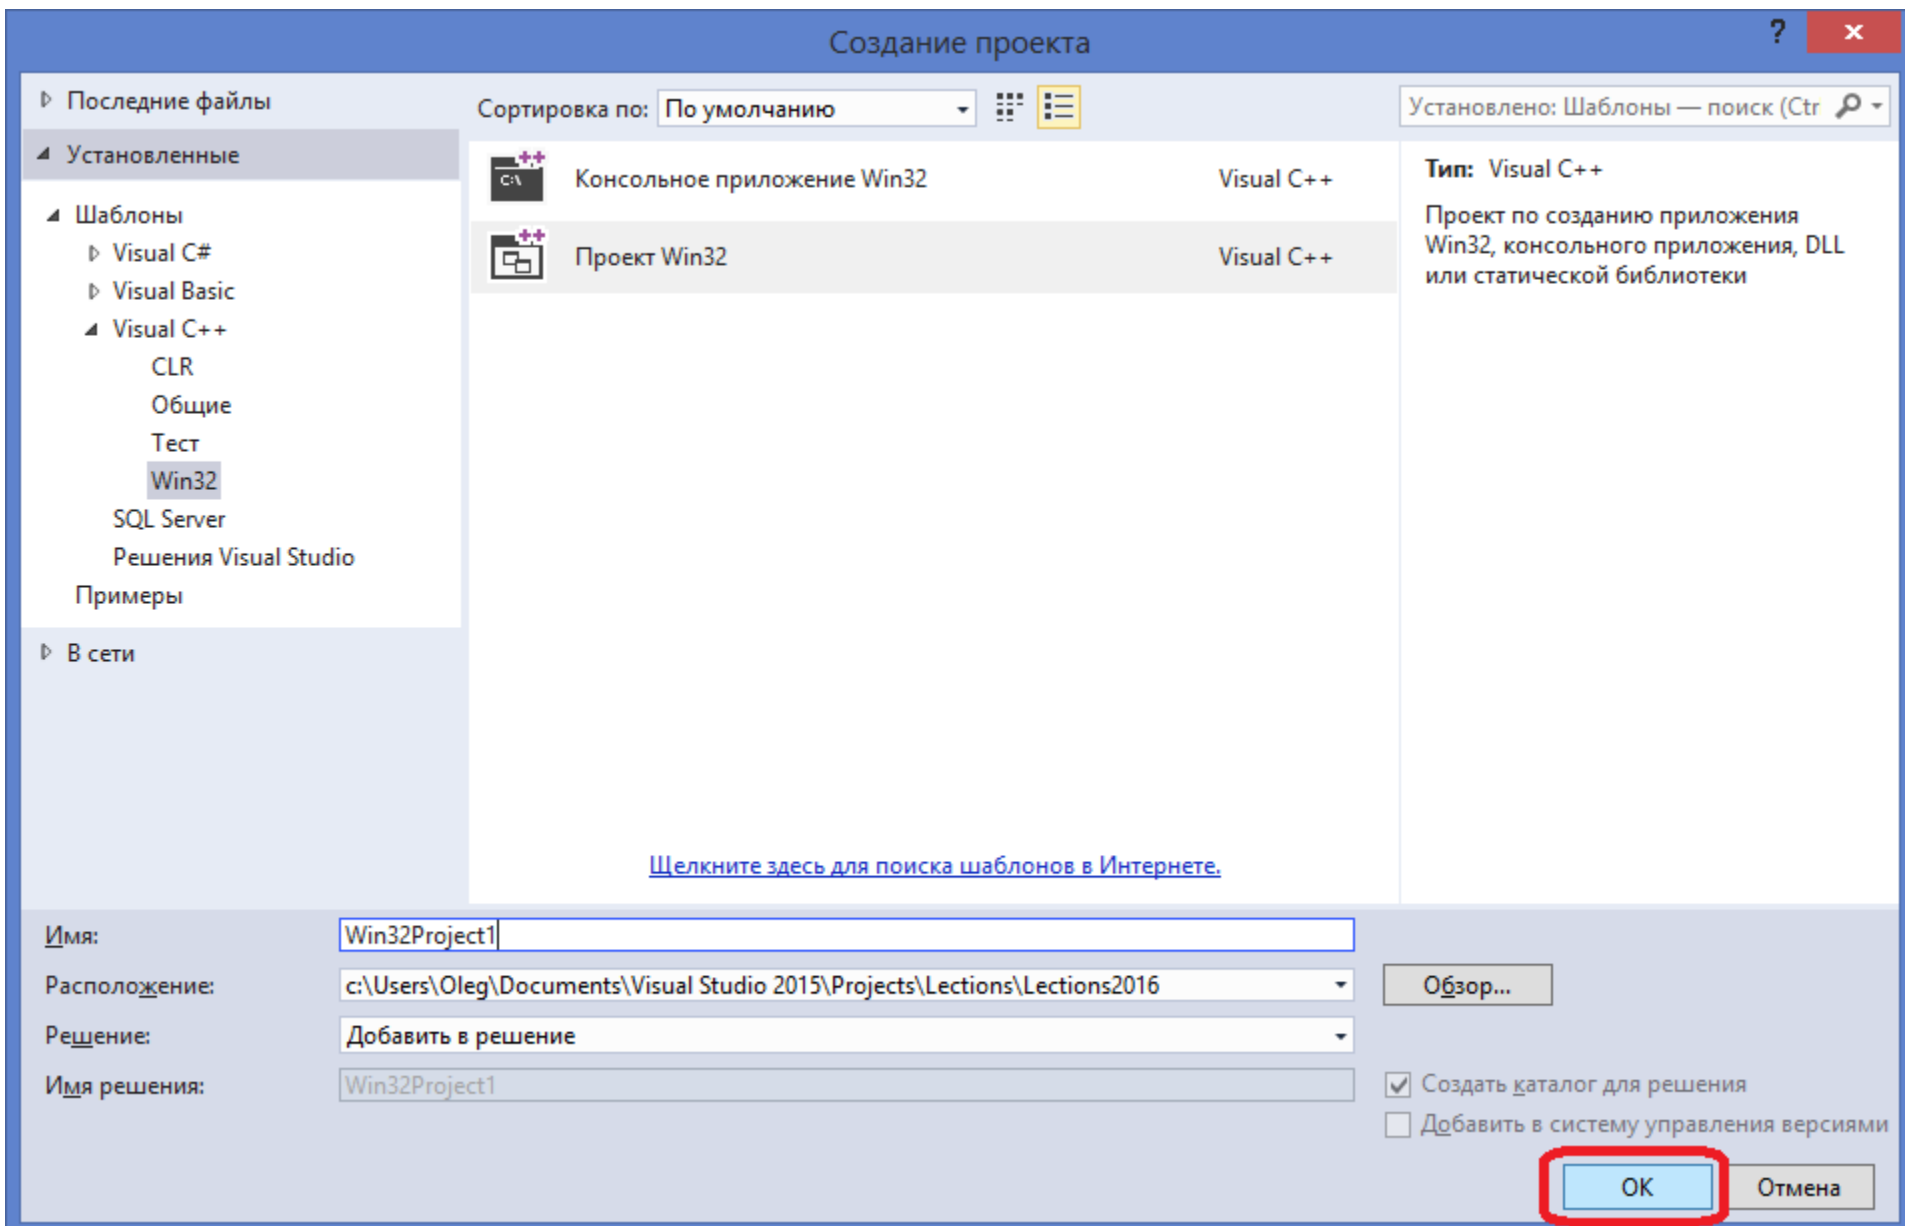 Создание проекта
?
Последние файлы
Установленные
Шаблоны
Visual C#
Visual Basic
Visual C++
CLR
Общие
Тест
Win32
SQL Server
Решения Visual Studio
Примеры
В сети
Сортировка по: По умолчанию
Консольное приложение Win32 Visual C++
Проект Win32 Visual C++
Щелкните здесь для поиска шаблонов в Интернете.
Установлено: Шаблоны — поиск (Ctr
Тип: Visual C++
Проект по созданию приложения
Win32, консольного приложения, DLL
или статической библиотеки
Имя: Win32Project1
Расположение: c:\Users\Oleg\Documents\Visual Studio 2015\Projects\Lections\Lections2016 Обзор...
Решение: Добавить в решение
Имя решения: Win32Project1
Создать каталог для решения
Добавить в систему управления версиями
ОК Отмена